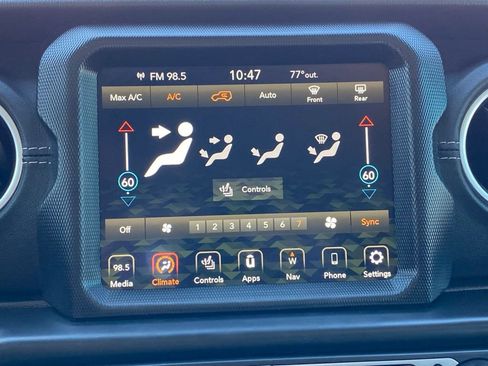 FM 98.5 10:47 77° out.
Max A/C A/C Auto Front Rear
60 60
Controls
Off 1 2 3 4 5 6 7 Sync
98.5 W
Media Climate Controls Apps Nav Phone Settings